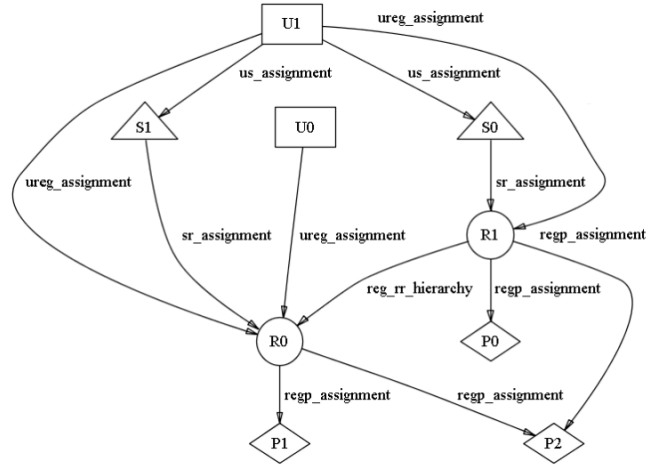 U1
ureg_assignment
us_assignment
us_assignment
S1
U0
S0
ureg_assignment
sr_assignment
sr_assignment
ureg_assignment
R1
regp_assignment
reg_rr_hierarchy
regp_assignment
R0
P0
regp_assignment
regp_assignment
P1
P2